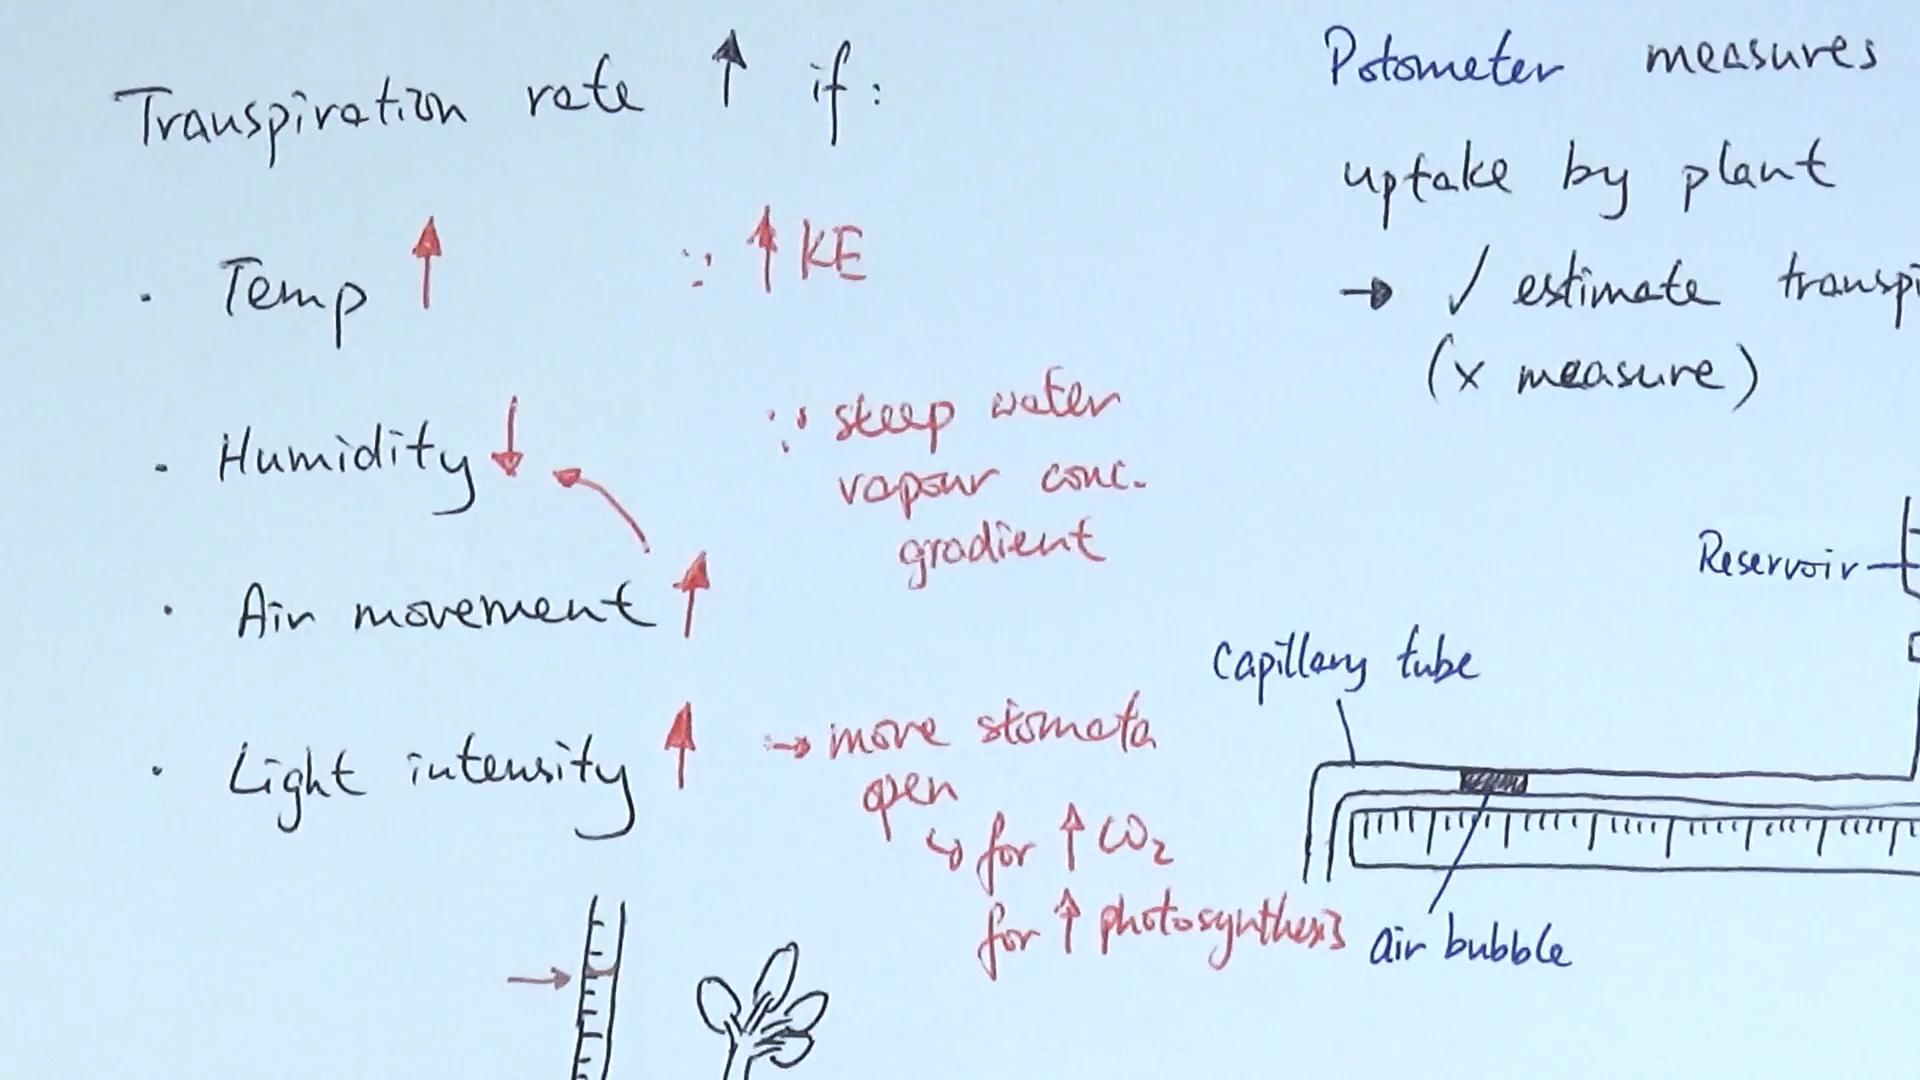 Transpiration rate ↑ if:
· Temp ↑ ∵ ↑ KE
· Humidity ↓ ∵ steep water
vapour conc.
gradient
· Air movement ↑
· Light intensity ↑ → more stomata
open
↳ for ↑ CO₂
for ↑ photosynthesis
Potometer measures
uptake by plant
→ ✓ estimate transpi
(x measure)
Reservoir
Capillary tube
air bubble